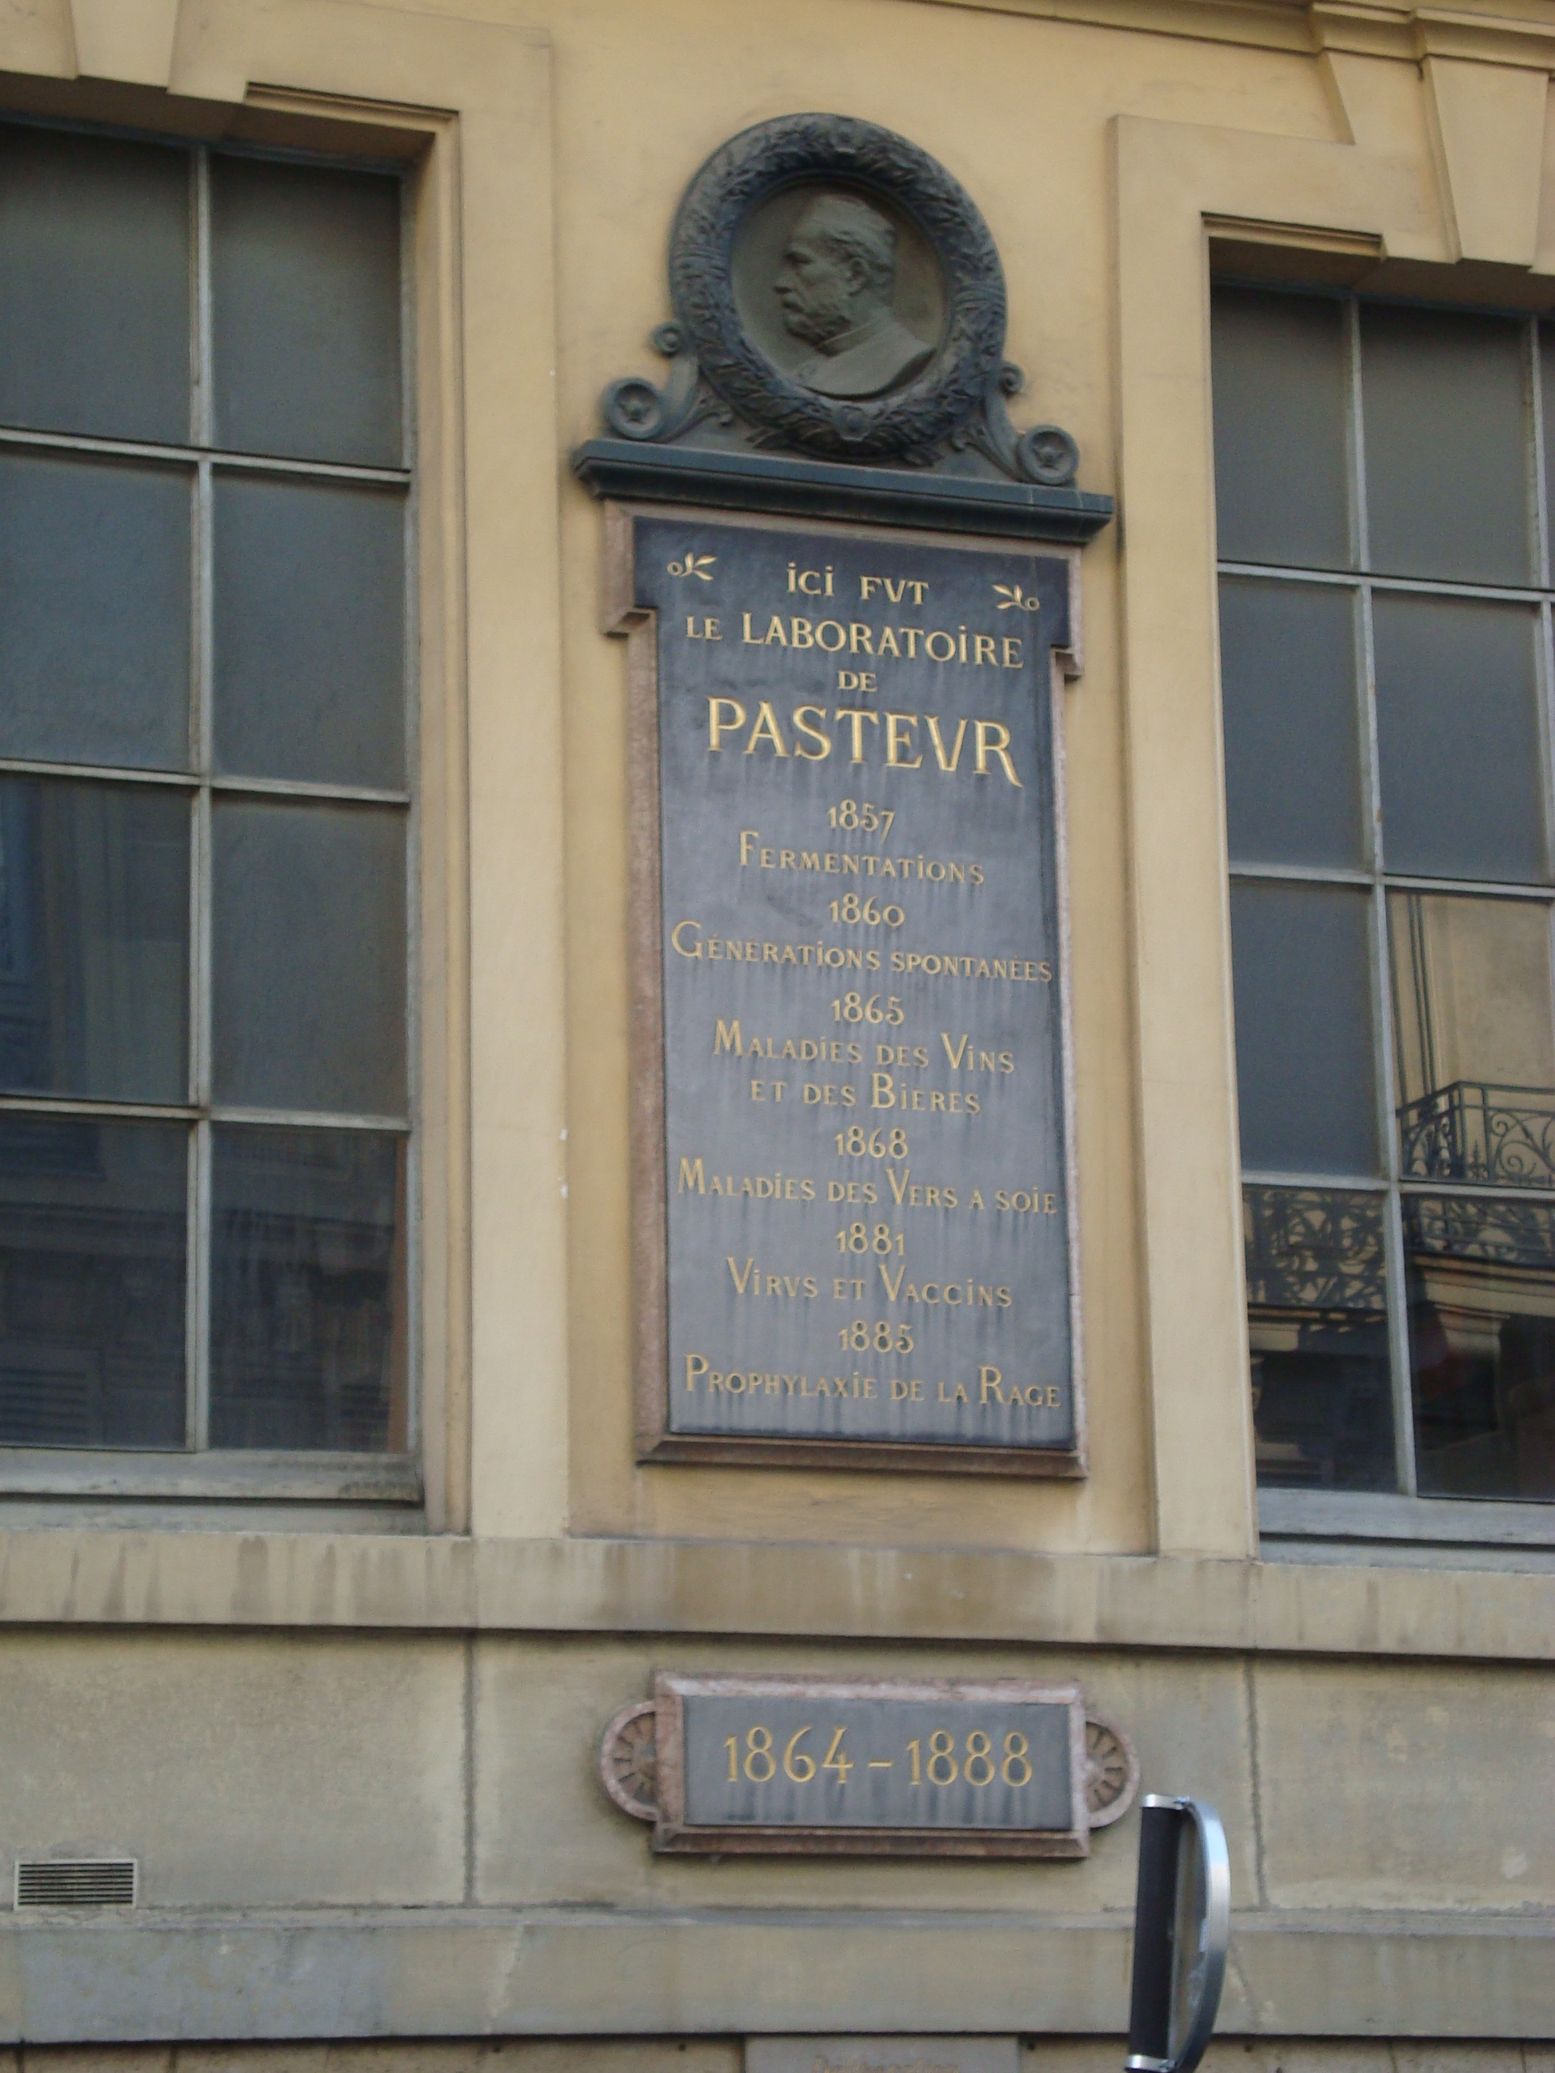 ICI FVT
LE LABORATOIRE
DE
PASTEVR
1857
FERMENTATIONS
1860
GÉNÉRATIONS SPONTANÉES
1865
MALADIES DES VINS
ET DES BIERES
1868
MALADIES DES VERS A SOIE
1881
VIRVS ET VACCINS
1885
PROPHYLAXIE DE LA RAGE
1864-1888